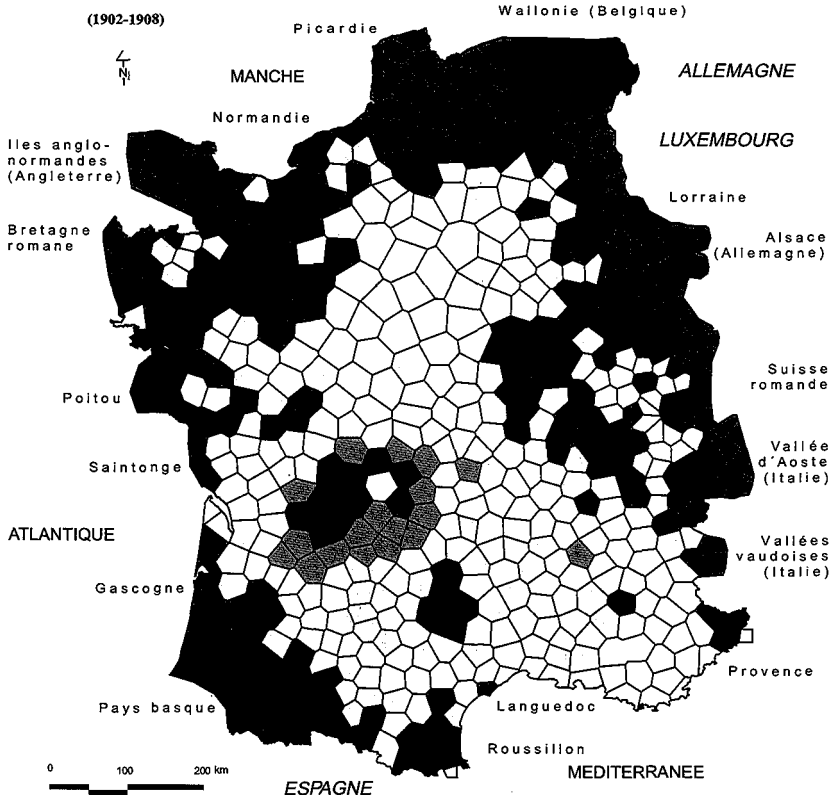 Wallonie (Belgique)
(1902-1908)
Picardie
N
MANCHE
ALLEMAGNE
Normandie
LUXEMBOURG
Iles anglo-
normandes
(Angleterre)
Lorraine
Bretagne
romane
Alsace
(Allemagne)
Suisse
romande
Poitou
Vallée
d'Aoste
(Italie)
Saintonge
ATLANTIQUE
Vallées
vaudoises
(Italie)
Gascogne
Provence
Pays basque
Languedoc
Roussillon
0 100 200 km
MEDITERRANEE
ESPAGNE